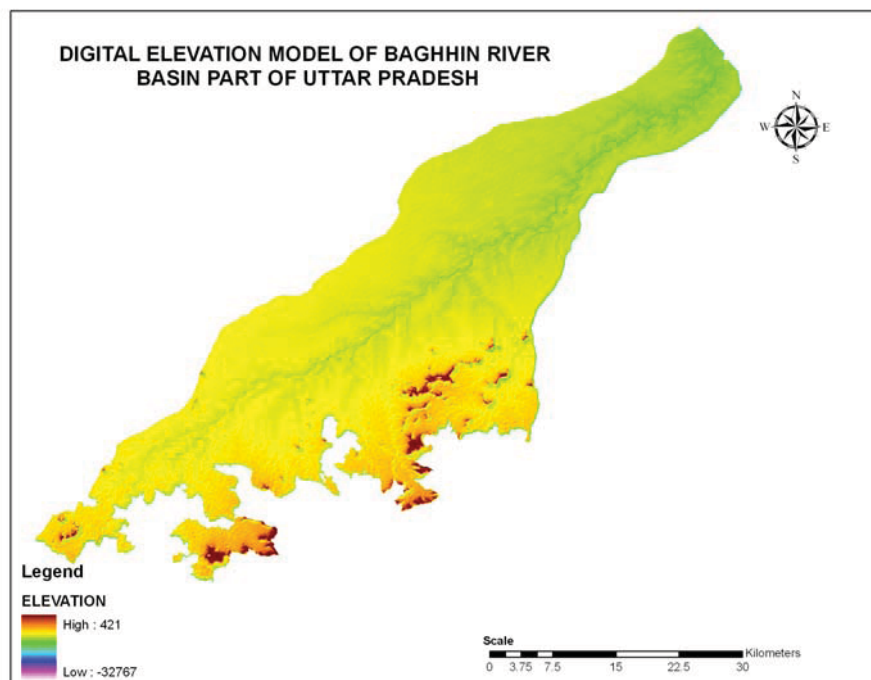 DIGITAL ELEVATION MODEL OF BAGHHIN RIVER
BASIN PART OF UTTAR PRADESH
N
W E
S
Legend
ELEVATION
High : 421
Low : -32767
Scale
Kilometers
0 3.75 7.5 15 22.5 30